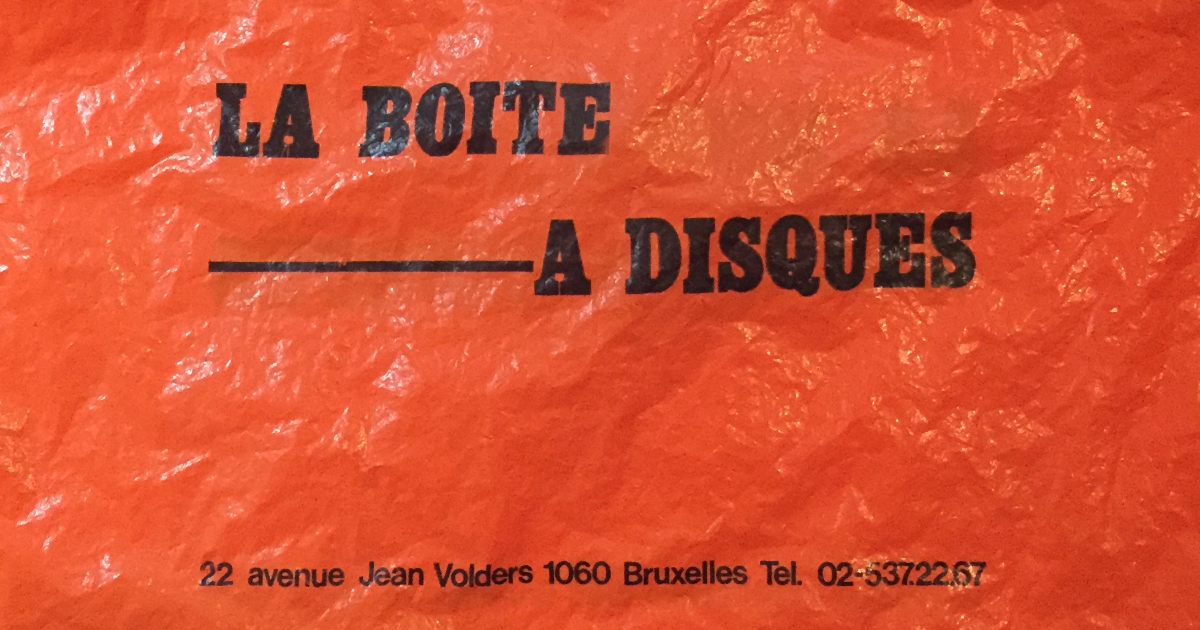 LA BOITE
A DISQUES
22 avenue Jean Volders 1060 Bruxelles Tel. 02-537.22.67